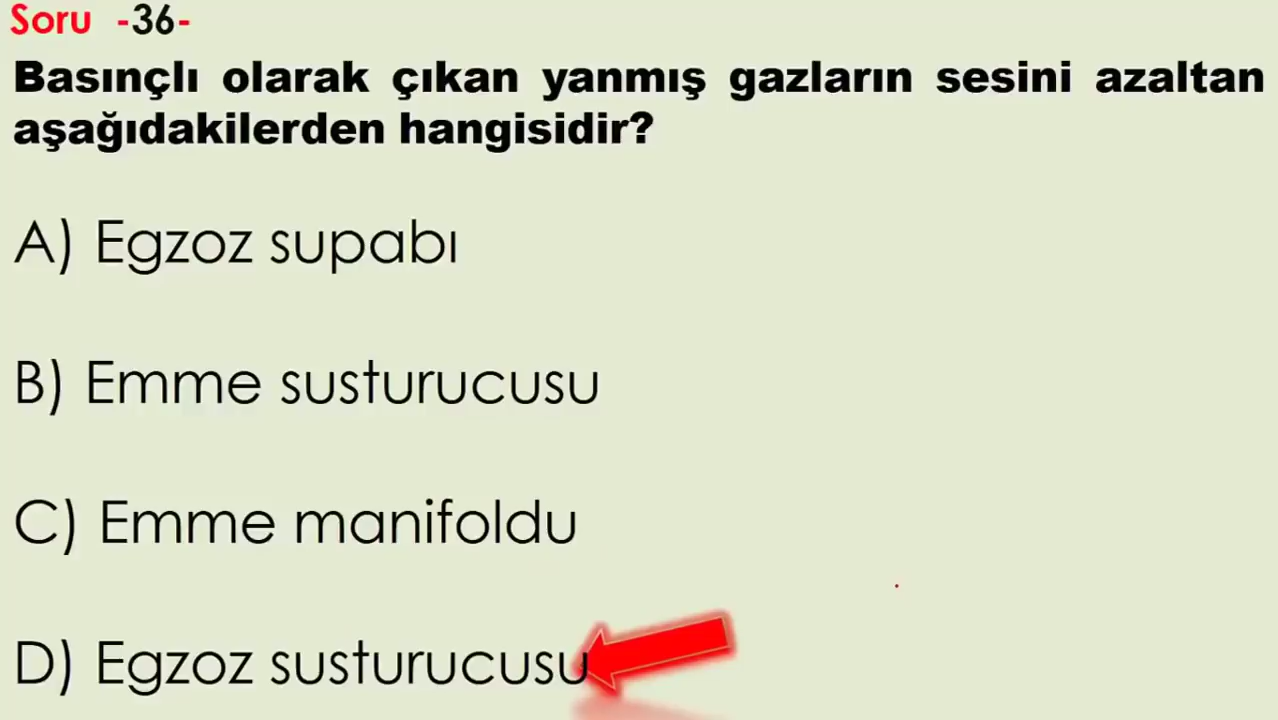 Soru -36-
Basınçlı olarak çıkan yanmış gazların sesini azaltan
aşağıdakilerden hangisidir?
A) Egzoz supabı
B) Emme susturucusu
C) Emme manifoldu
D) Egzoz susturucusu